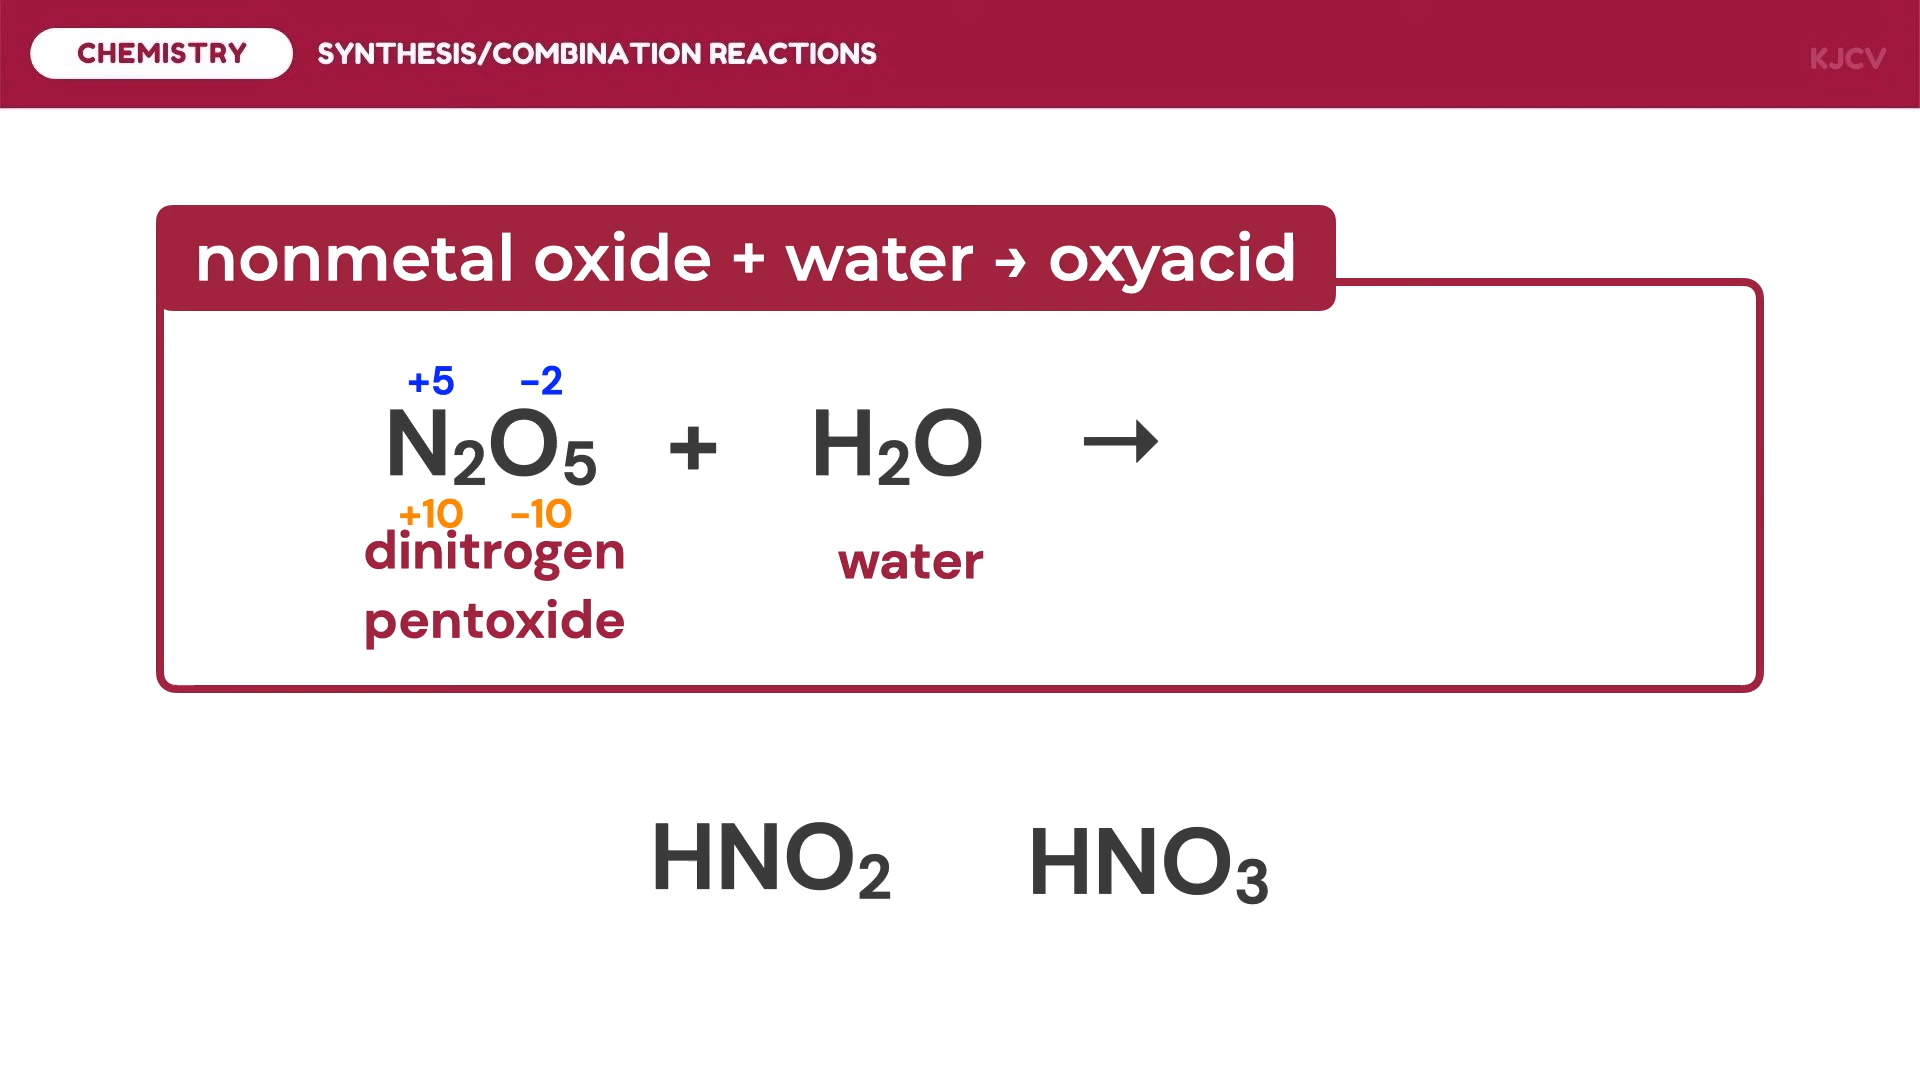 CHEMISTRY SYNTHESIS/COMBINATION REACTIONS KJCV
nonmetal oxide + water → oxyacid
+5 -2
N₂O₅ + H₂O →
+10 -10
dinitrogen water
pentoxide
HNO₂ HNO₃